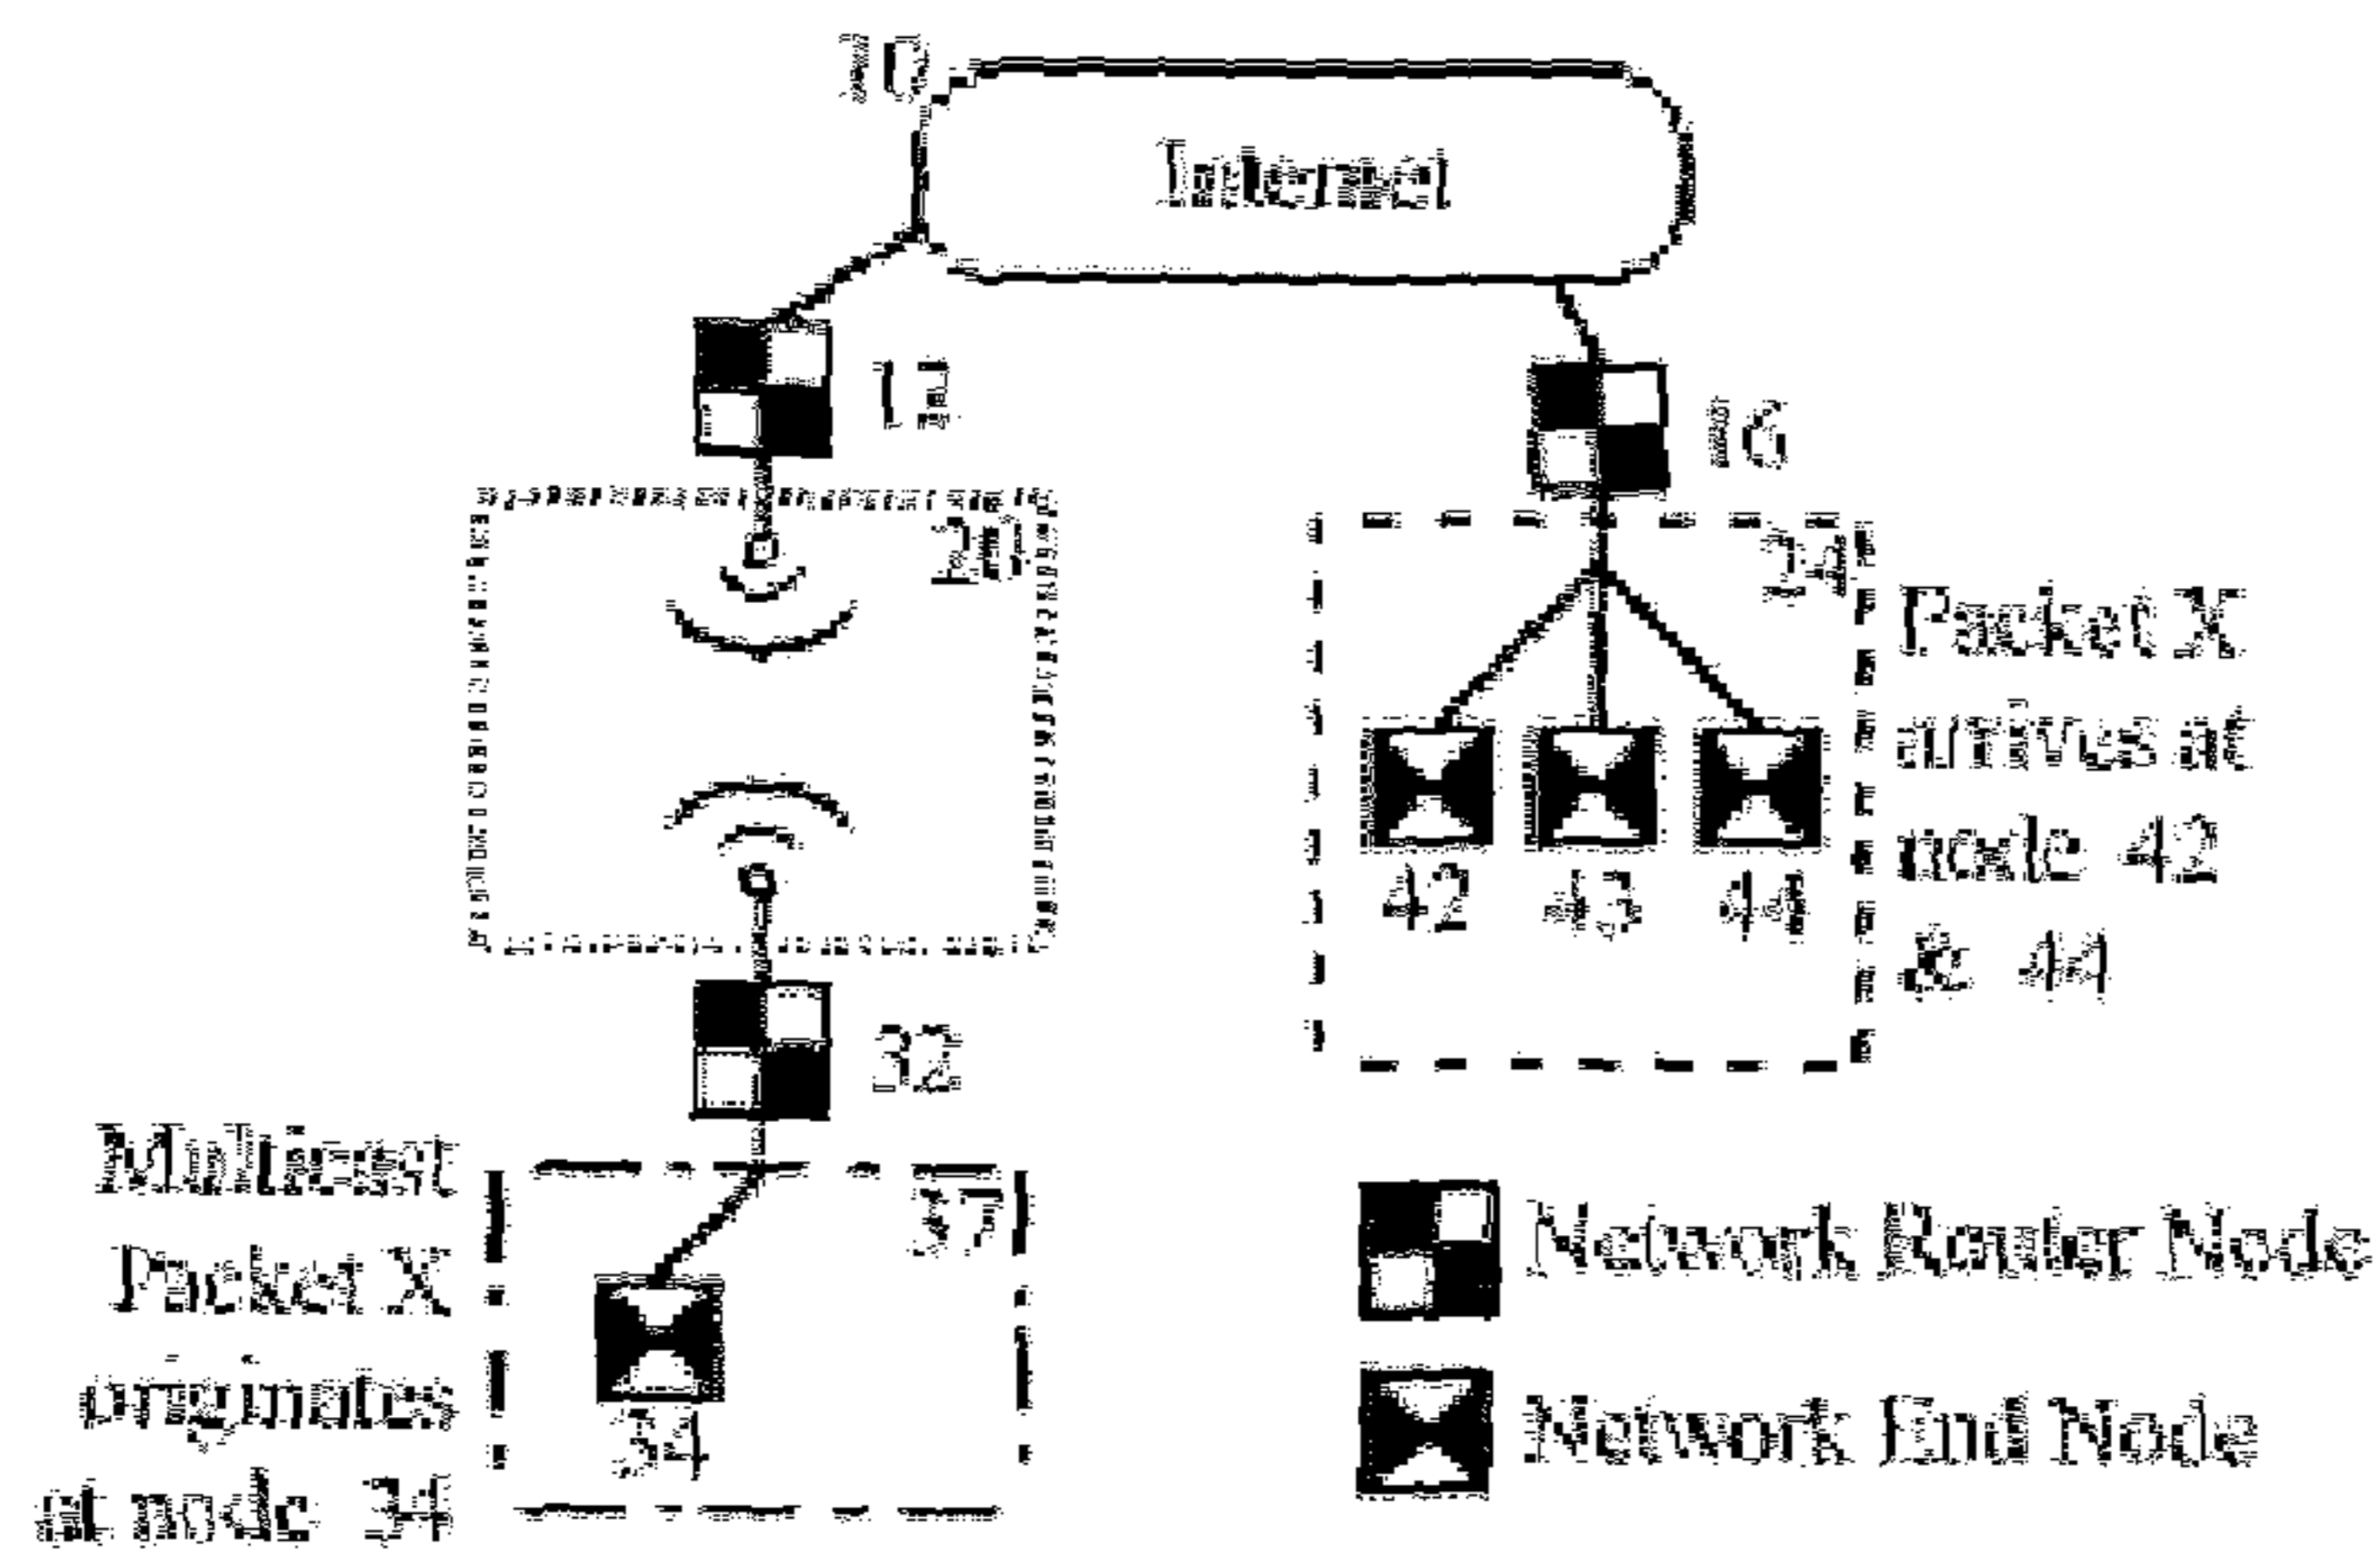 10
Internet
12
16
20
Packet X
arrives at
node 42
& 44
42 43 44
32
Multicast
Packet X
originates
at node 34
37
34
Network Router Node
Network End Node